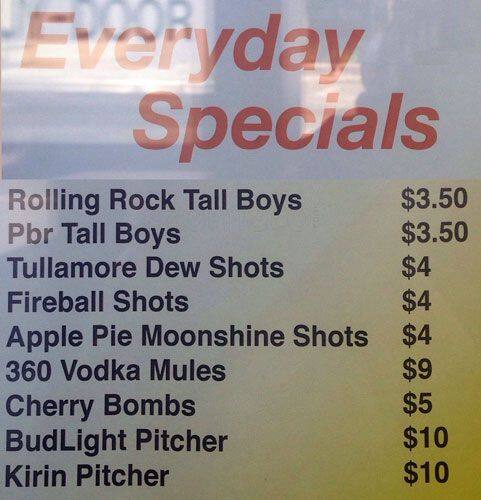 Everyday
Specials
Rolling Rock Tall Boys $3.50
Pbr Tall Boys $3.50
Tullamore Dew Shots $4
Fireball Shots $4
Apple Pie Moonshine Shots $4
360 Vodka Mules $9
Cherry Bombs $5
BudLight Pitcher $10
Kirin Pitcher $10